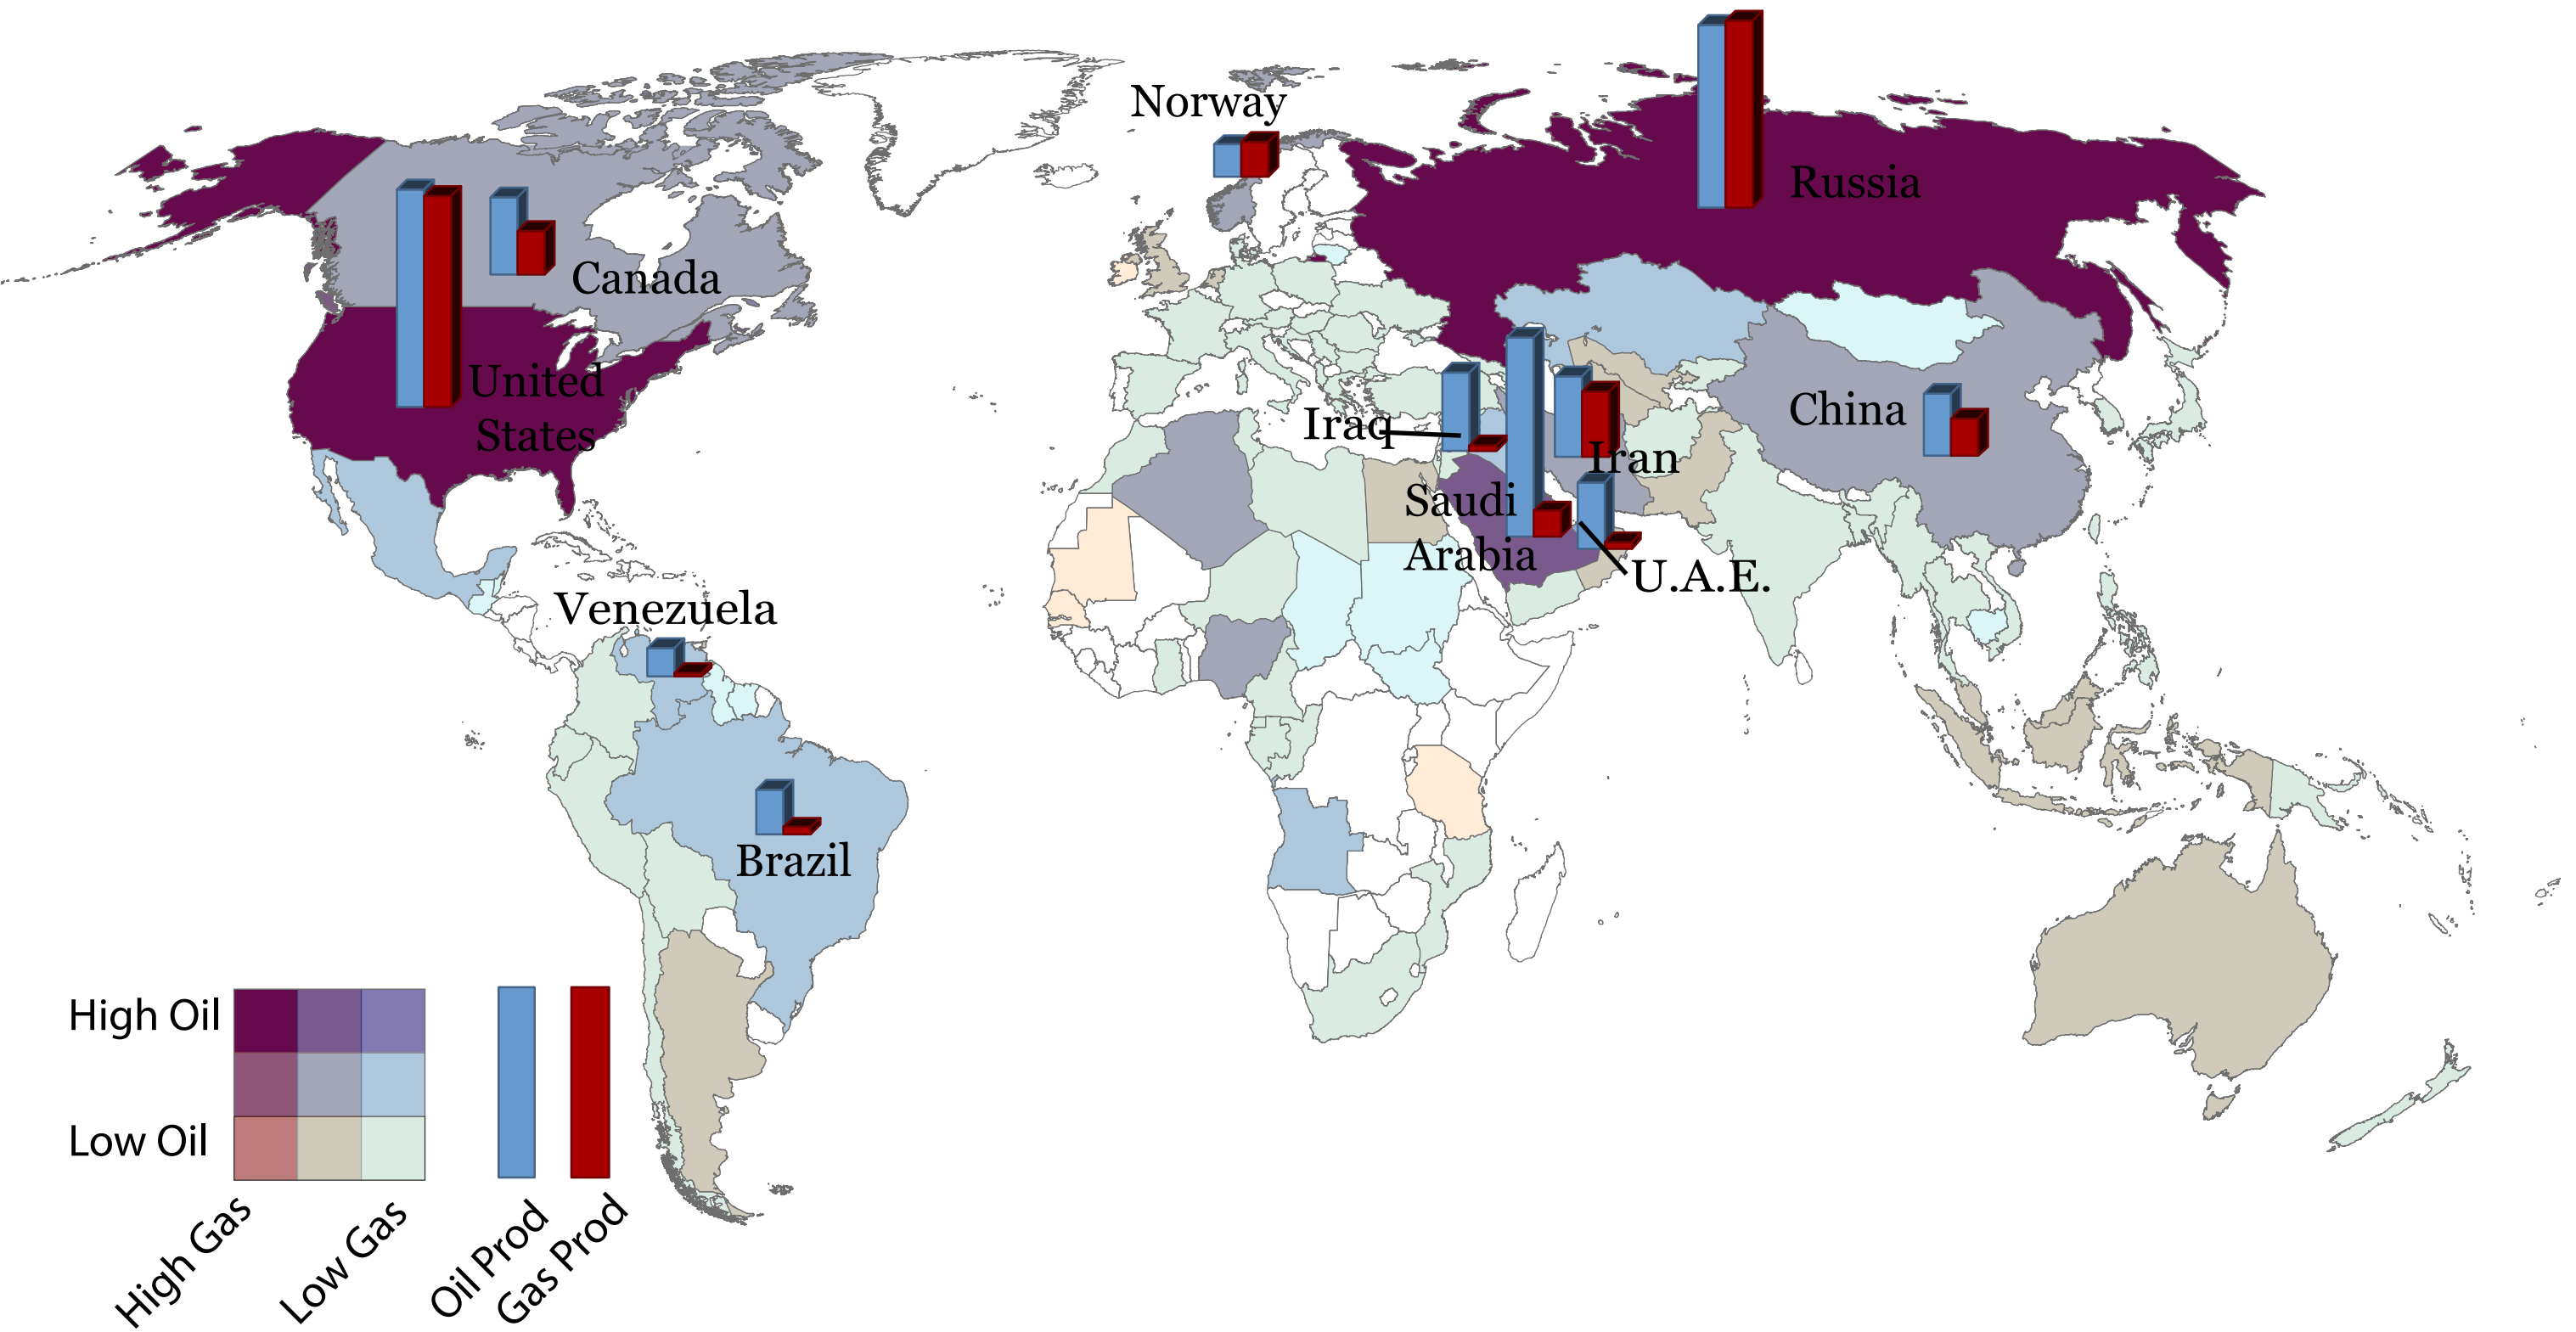 Norway
Russia
Canada
United
States
China
Iraq
Iran
Saudi
Arabia
U.A.E.
Venezuela
Brazil
High Oil
Low Oil
High Gas
Low Gas
Oil Prod
Gas Prod